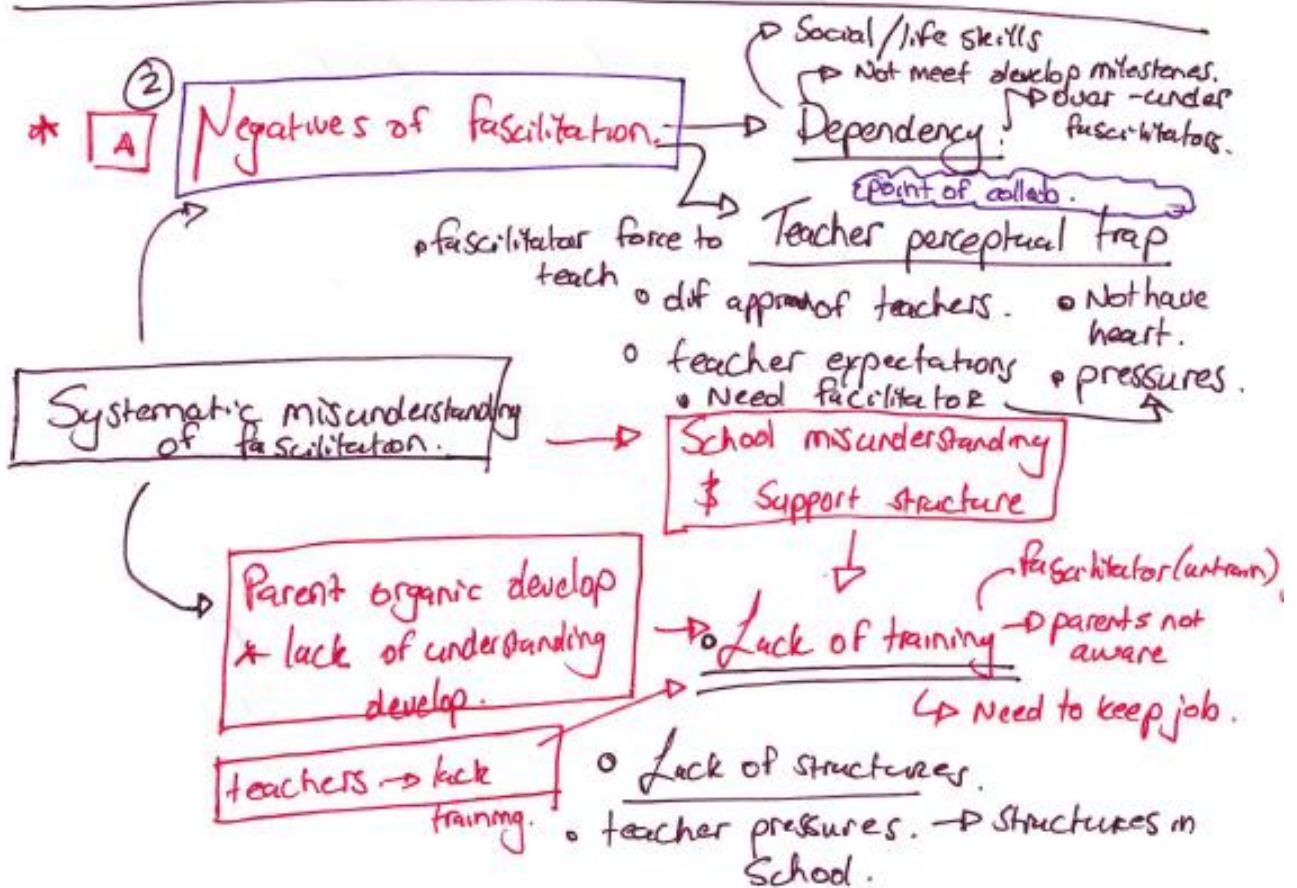 Social/life skills
Not meet develop milestones.
②
* A
Negatives of fascilitation.
Dependency
over-under
fascilitators.
point of collab.
Teacher perceptual trap
• fascilitator force to
teach
o dif of teachers.
o Not have
heart.
o teacher expectations
• pressures.
• Need facilitatoR
Systematic misunderstanding
of fascilitation.
School misunderstanding
$ Support structure
Parent organic develop
* lack of understanding
develop.
• Lack of training
fascilitator (untrain)
parents not
aware
Need to keep job.
teachers → lack
training.
o Lack of structures.
• teacher pressures. → structures in
School.